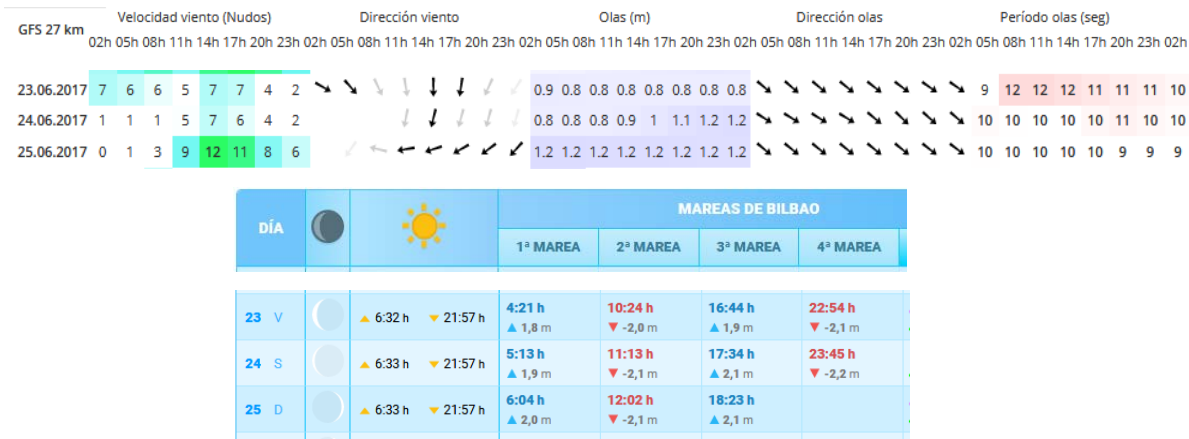 Velocidad viento (Nudos) Dirección viento Olas (m) Dirección olas Período olas (seg)
GFS 27 km
02h 05h 08h 11h 14h 17h 20h 23h 02h 05h 08h 11h 14h 17h 20h 23h 02h 05h 08h 11h 14h 17h 20h 23h 02h 05h 08h 11h 14h 17h 20h 23h 02h 05h 08h 11h 14h 17h 20h 23h 02h
23.06.2017 7 6 6 5 7 7 4 2 0.9 0.8 0.8 0.8 0.8 0.8 0.8 0.8 9 12 12 12 11 11 11 10
24.06.2017 1 1 1 5 7 6 4 2 0.8 0.8 0.8 0.9 1 1.1 1.2 1.2 10 10 10 10 10 11 10 10
25.06.2017 0 1 3 9 12 11 8 6 1.2 1.2 1.2 1.2 1.2 1.2 1.2 1.2 10 10 10 10 10 9 9 9
DÍA MAREAS DE BILBAO
1ª MAREA 2ª MAREA 3ª MAREA 4ª MAREA
23 V 6:32 h 21:57 h 4:21 h 10:24 h 16:44 h 22:54 h
1,8 m -2,0 m 1,9 m -2,1 m
24 S 6:33 h 21:57 h 5:13 h 11:13 h 17:34 h 23:45 h
1,9 m -2,1 m 2,1 m -2,2 m
25 D 6:33 h 21:57 h 6:04 h 12:02 h 18:23 h
2,0 m -2,1 m 2,1 m